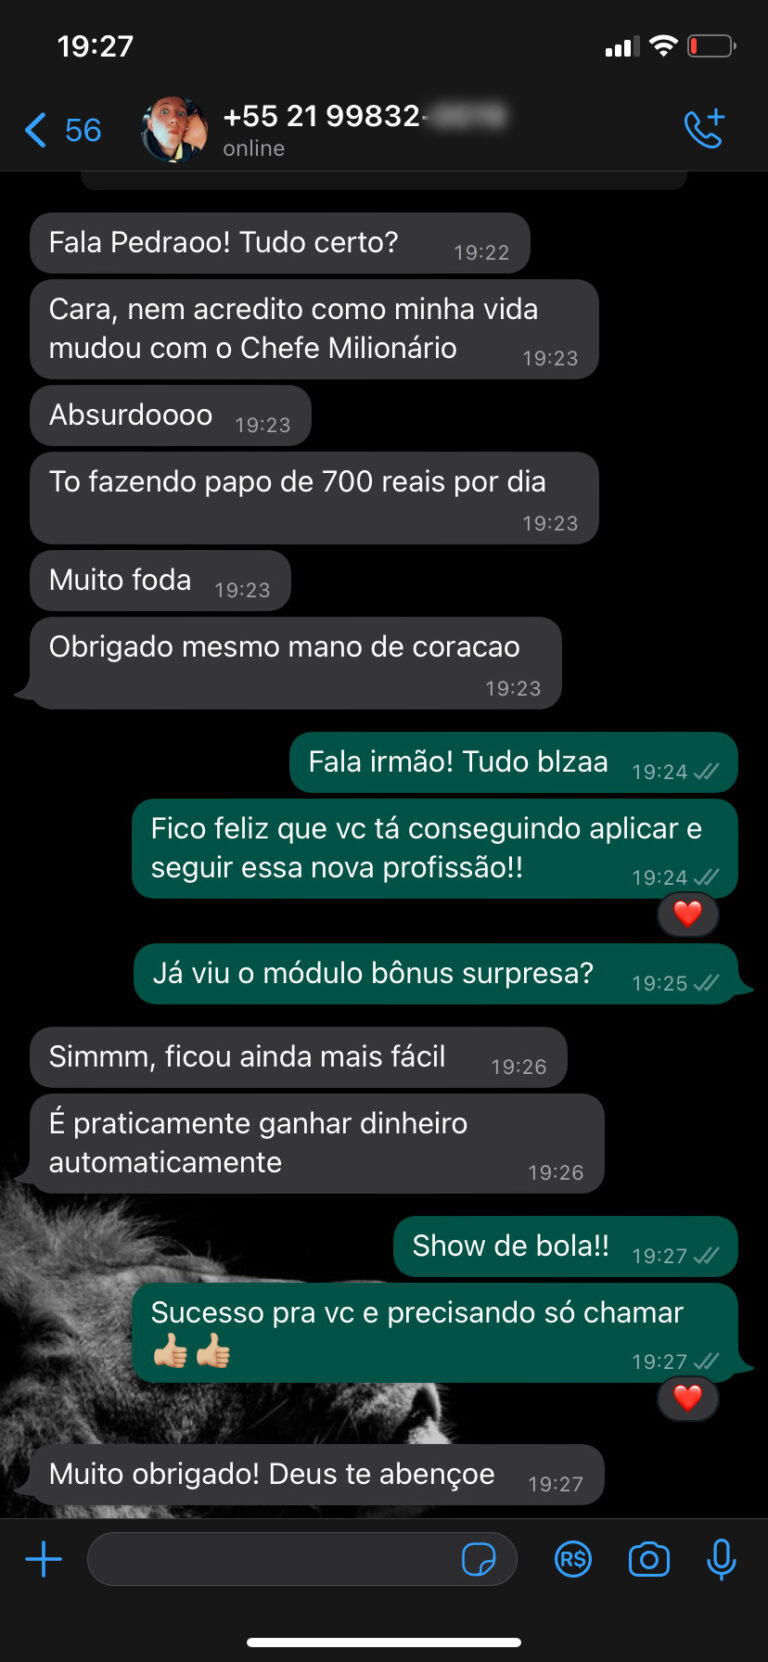 19:27
56
+55 21 99832-
online
Fala Pedraoo! Tudo certo?
19:22
Cara, nem acredito como minha vida
mudou com o Chefe Milionário
19:23
Absurdoooo
19:23
To fazendo papo de 700 reais por dia
19:23
Muito foda
19:23
Obrigado mesmo mano de coracao
19:23
Fala irmão! Tudo blzaa
19:24
Fico feliz que vc tá conseguindo aplicar e
seguir essa nova profissão!!
19:24
Já viu o módulo bônus surpresa?
19:25
Simmm, ficou ainda mais fácil
19:26
É praticamente ganhar dinheiro
automaticamente
19:26
Show de bola!!
19:27
Sucesso pra vc e precisando só chamar
👍🏼👍🏼
19:27
Muito obrigado! Deus te abençoe
19:27
R$